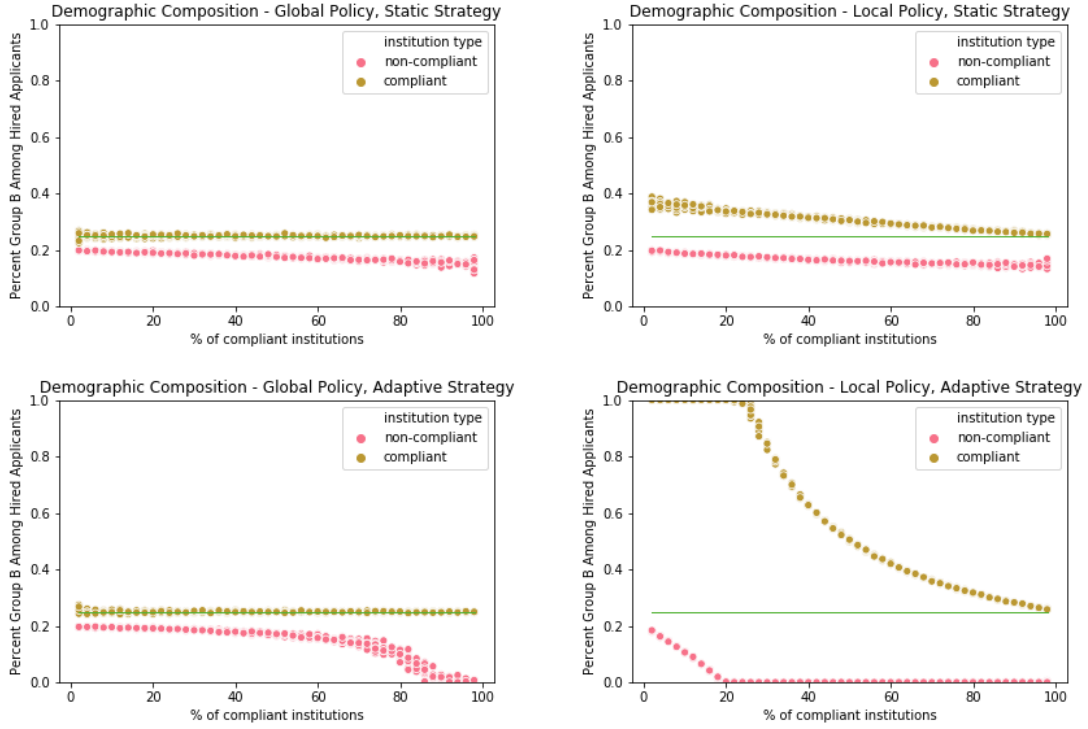 Demographic Composition - Global Policy, Static Strategy
1.0
0.8
0.6
0.4
0.2
0.0
Percent Group B Among Hired Applicants
institution type
non-compliant
compliant
0 20 40 60 80 100
% of compliant institutions
Demographic Composition - Local Policy, Static Strategy
1.0
0.8
0.6
0.4
0.2
0.0
Percent Group B Among Hired Applicants
institution type
non-compliant
compliant
0 20 40 60 80 100
% of compliant institutions
Demographic Composition - Global Policy, Adaptive Strategy
1.0
0.8
0.6
0.4
0.2
0.0
Percent Group B Among Hired Applicants
institution type
non-compliant
compliant
0 20 40 60 80 100
% of compliant institutions
Demographic Composition - Local Policy, Adaptive Strategy
1.0
0.8
0.6
0.4
0.2
0.0
Percent Group B Among Hired Applicants
institution type
non-compliant
compliant
0 20 40 60 80 100
% of compliant institutions